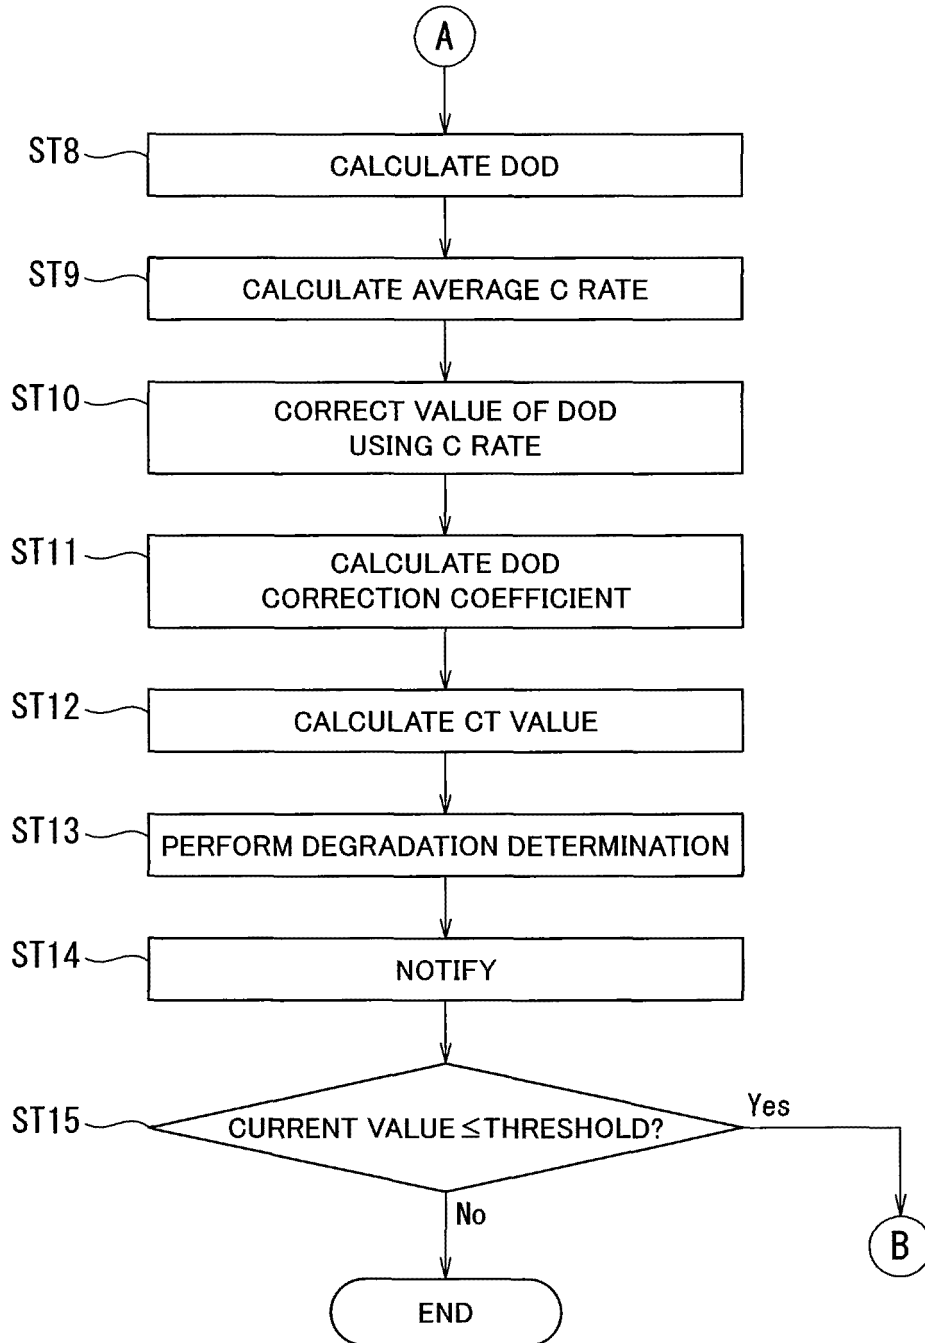 A
ST8
CALCULATE DOD
ST9
CALCULATE AVERAGE C RATE
ST10
CORRECT VALUE OF DOD
USING C RATE
ST11
CALCULATE DOD
CORRECTION COEFFICIENT
ST12
CALCULATE CT VALUE
ST13
PERFORM DEGRADATION DETERMINATION
ST14
NOTIFY
ST15
CURRENT VALUE≦THRESHOLD?
Yes
No
B
END